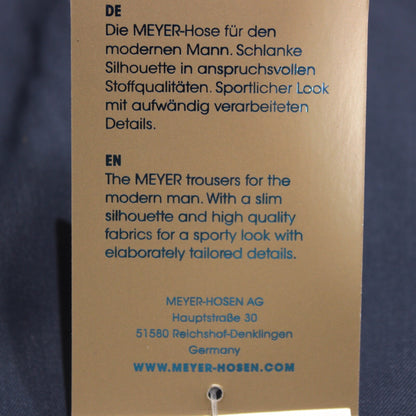 DE
Die MEYER-Hose für den
modernen Mann. Schlanke
Silhouette in anspruchsvollen
Stoffqualitäten. Sportlicher Look
mit aufwändig verarbeiteten
Details.
EN
The MEYER trousers for the
modern man. With a slim
silhouette and high quality
fabrics for a sporty look with
elaborately tailored details.
MEYER-HOSEN AG
Hauptstraße 30
51580 Reichshof-Denklingen
Germany
WWW.MEYER-HOSEN.COM